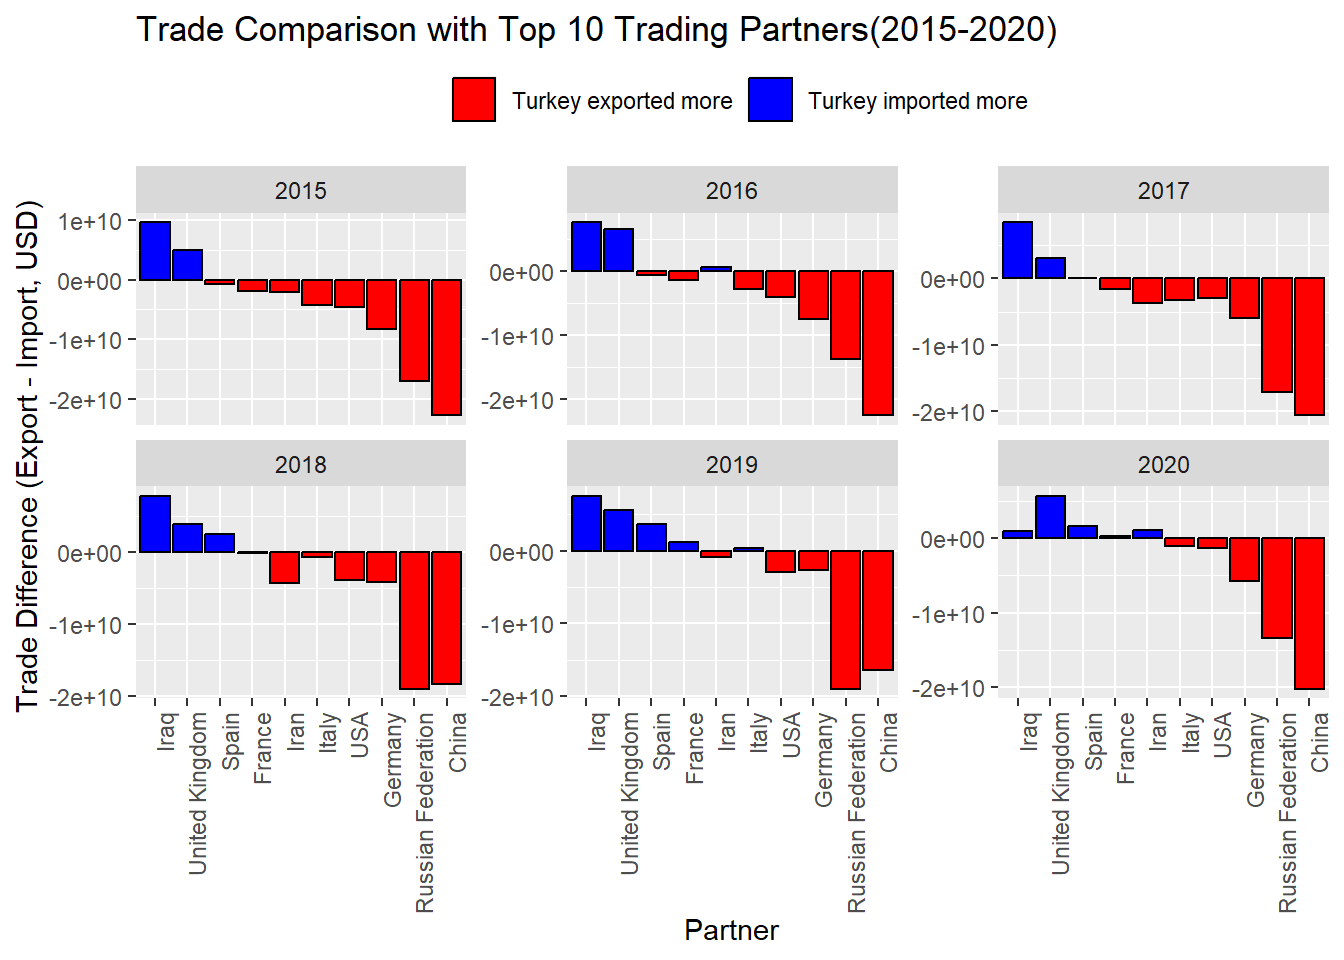 Trade Comparison with Top 10 Trading Partners(2015-2020)
Turkey exported more
Turkey imported more
Trade Difference (Export - Import, USD)
2015
1e+10
0e+00
-1e+10
-2e+10
2016
0e+00
-1e+10
-2e+10
2017
0e+00
-1e+10
-2e+10
2018
0e+00
-1e+10
-2e+10
2019
0e+00
-1e+10
-2e+10
2020
0e+00
-1e+10
-2e+10
Iraq
United Kingdom
Spain
France
Iran
Italy
USA
Germany
Russian Federation
China
Iraq
United Kingdom
Spain
France
Iran
Italy
USA
Germany
Russian Federation
China
Iraq
United Kingdom
Spain
France
Iran
Italy
USA
Germany
Russian Federation
China
Partner